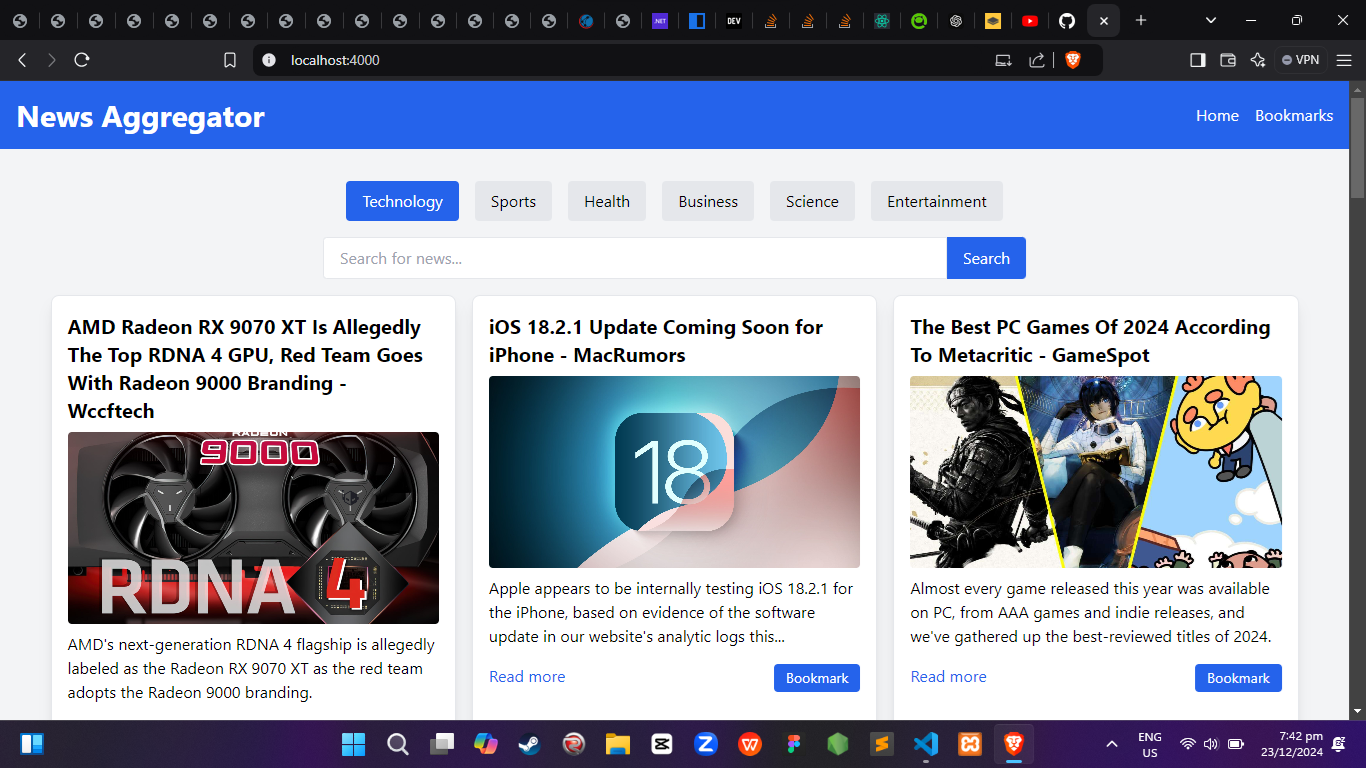 DEV
localhost:4000
VPN
News Aggregator
Home
Bookmarks
Technology
Sports
Health
Business
Science
Entertainment
Search for news...
Search
AMD Radeon RX 9070 XT Is Allegedly
The Top RDNA 4 GPU, Red Team Goes
With Radeon 9000 Branding -
Wccftech
RADEON
9000
RDNA 4
AMD's next-generation RDNA 4 flagship is allegedly
labeled as the Radeon RX 9070 XT as the red team
adopts the Radeon 9000 branding.
iOS 18.2.1 Update Coming Soon for
iPhone - MacRumors
18
Apple appears to be internally testing iOS 18.2.1 for
the iPhone, based on evidence of the software
update in our website's analytic logs this...
Read more
Bookmark
The Best PC Games Of 2024 According
To Metacritic - GameSpot
Almost every game released this year was available
on PC, from AAA games and indie releases, and
we've gathered up the best-reviewed titles of 2024.
Read more
Bookmark
ENG
US
7:42 pm
23/12/2024